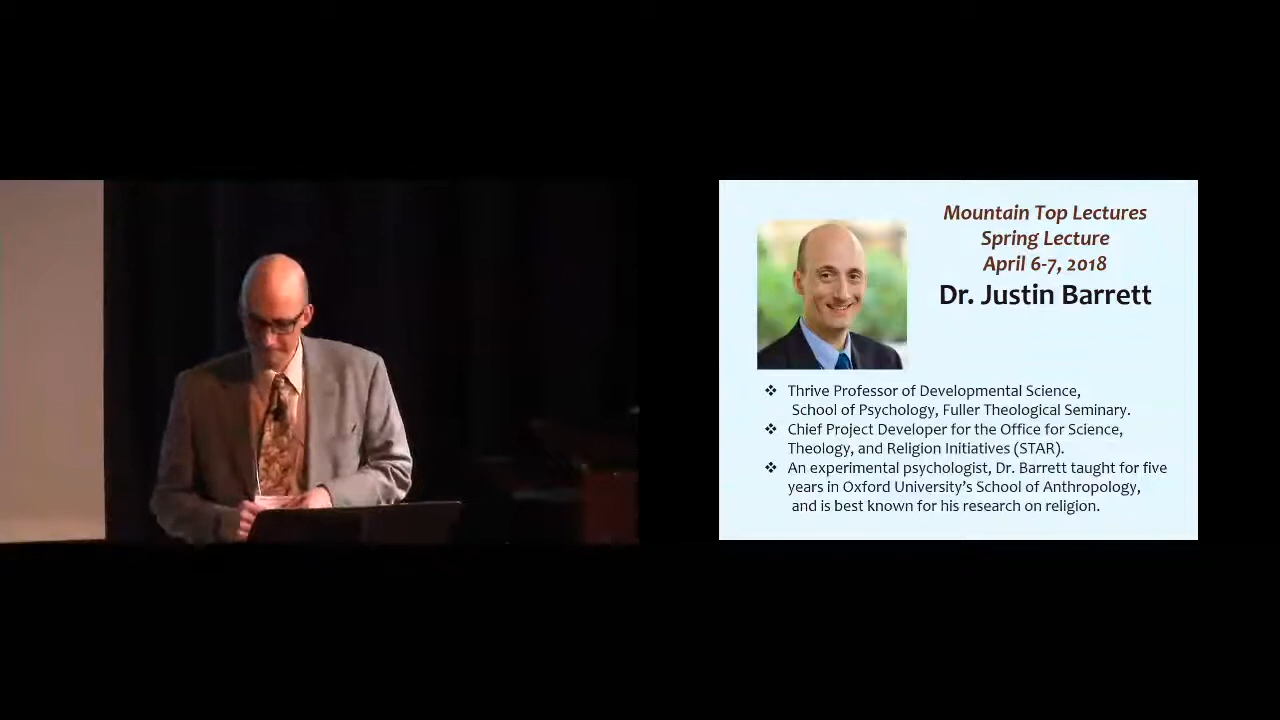 Mountain Top Lectures
Spring Lecture
April 6-7, 2018
Dr. Justin Barrett
❖ Thrive Professor of Developmental Science,
School of Psychology, Fuller Theological Seminary.
❖ Chief Project Developer for the Office for Science,
Theology, and Religion Initiatives (STAR).
❖ An experimental psychologist, Dr. Barrett taught for five
years in Oxford University's School of Anthropology,
and is best known for his research on religion.